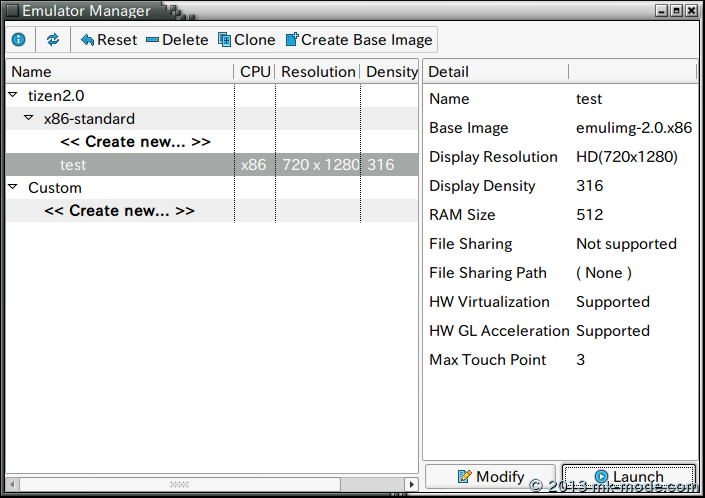 Emulator Manager
Reset Delete Clone Create Base Image
Name CPU Resolution Density
tizen2.0
x86-standard
<< Create new... >>
test x86 720 x 1280 316
Custom
<< Create new... >>
Detail
Name test
Base Image emulimg-2.0.x86
Display Resolution HD(720x1280)
Display Density 316
RAM Size 512
File Sharing Not supported
File Sharing Path ( None )
HW Virtualization Supported
HW GL Acceleration Supported
Max Touch Point 3
Modify Launch
© 2013 mk-mode.com